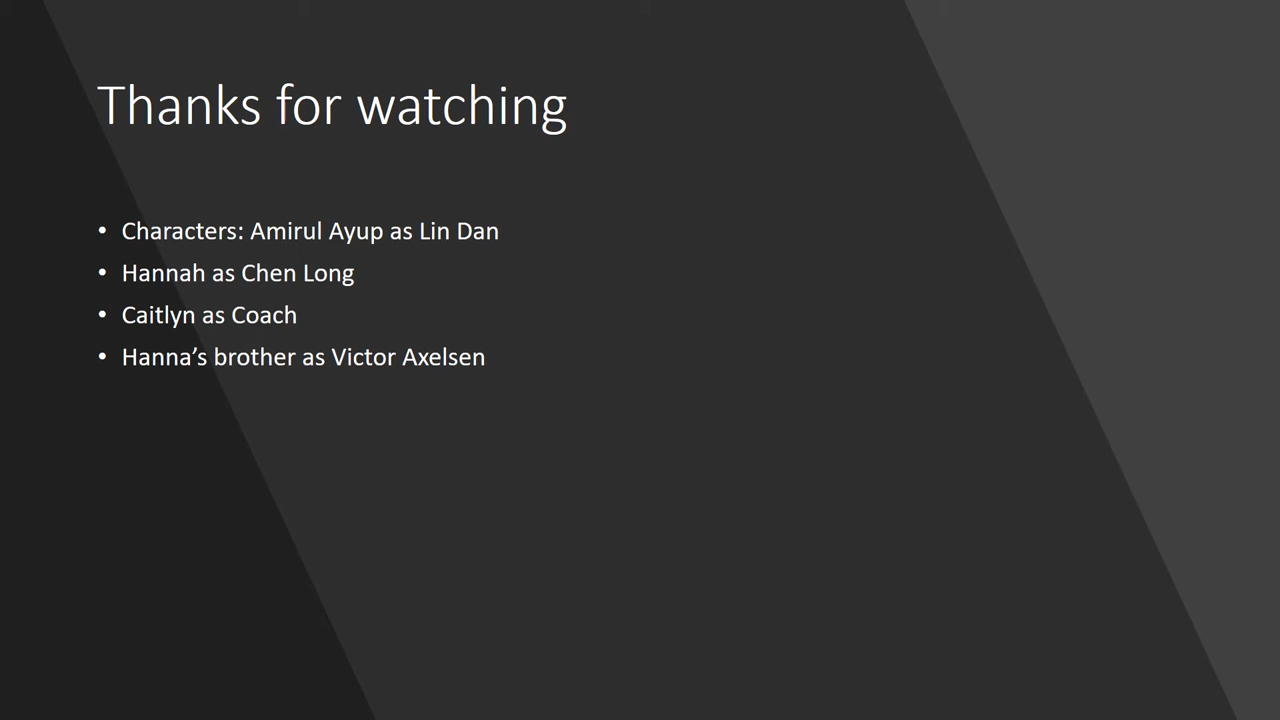 Thanks for watching
• Characters: Amirul Ayup as Lin Dan
• Hannah as Chen Long
• Caitlyn as Coach
• Hanna’s brother as Victor Axelsen